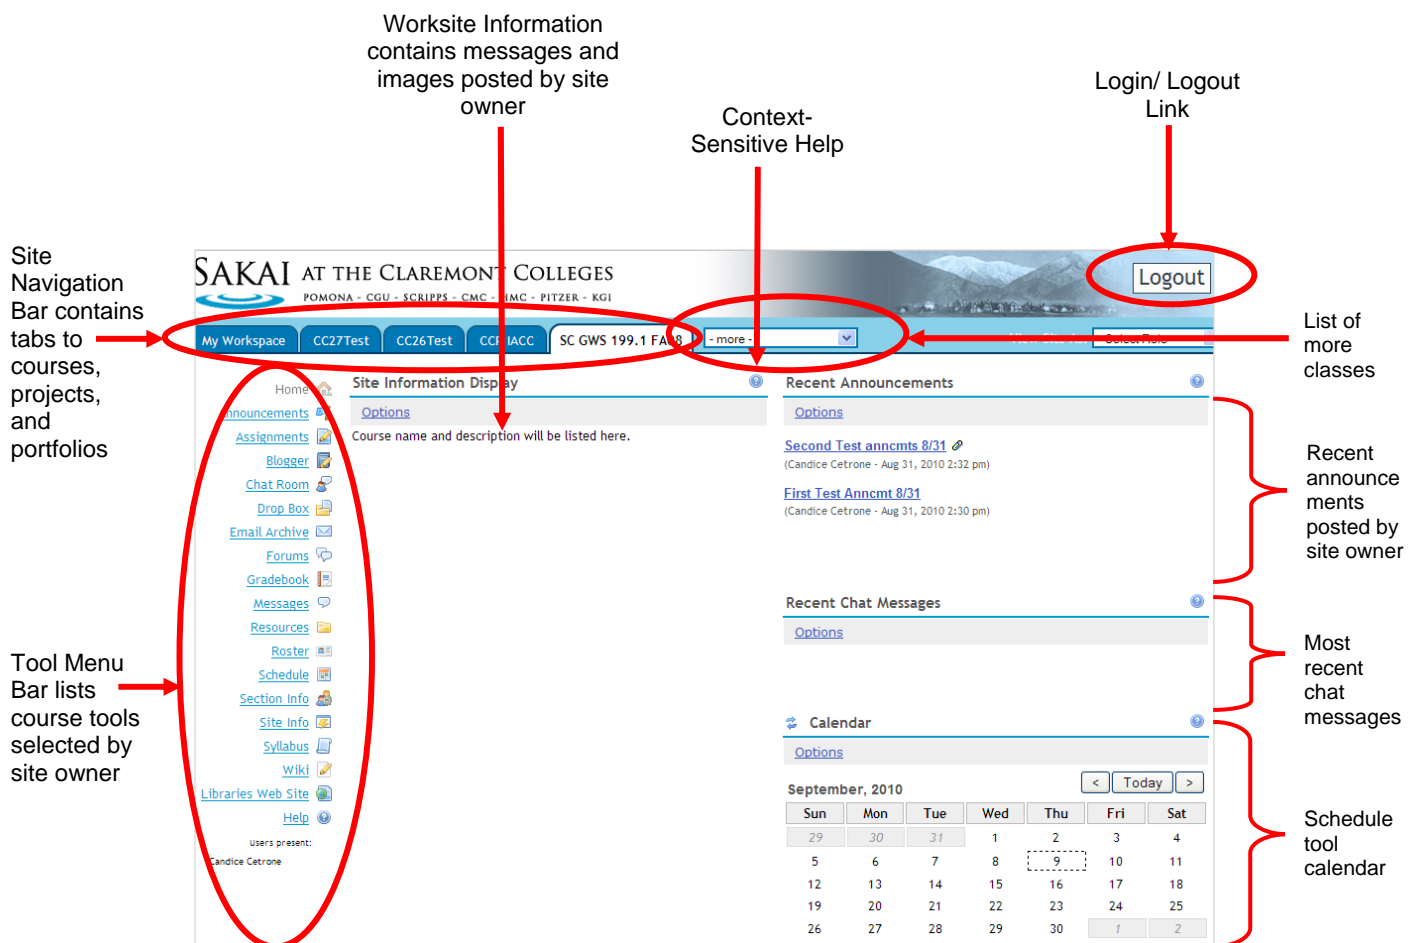 Worksite Information
contains messages and
images posted by site
owner
Context-
Sensitive Help
Login/ Logout
Link
Site
Navigation
Bar contains
tabs to
courses,
projects,
and
portfolios
SAKAI AT THE CLAREMONT COLLEGES
POMONA - CGU - SCRIPPS - CMC - HMC - PITZER - KGI
Logout
My Workspace CC27Test CC26Test SC GWS 199.1 - more -
List of
more
classes
Home
Announcements
Assignments
Blogger
Chat Room
Drop Box
Email Archive
Forums
Gradebook
Messages
Resources
Roster
Schedule
Section Info
Site Info
Syllabus
Wiki
Libraries Web Site
Help
Users present:
Candice Cetrone
Tool Menu
Bar lists
course tools
selected by
site owner
Site Information Display
Options
Course name and description will be listed here.
Recent Announcements
Options
Second Test anncmts 8/31
(Candice Cetrone - Aug 31, 2010 2:32 pm)
First Test Anncmt 8/31
(Candice Cetrone - Aug 31, 2010 2:30 pm)
Recent
announce
ments
posted by
site owner
Recent Chat Messages
Options
Most
recent
chat
messages
Calendar
Options
September, 2010 < Today >
Sun Mon Tue Wed Thu Fri Sat
29 30 31 1 2 3 4
5 6 7 8 9 10 11
12 13 14 15 16 17 18
19 20 21 22 23 24 25
26 27 28 29 30 1 2
Schedule
tool
calendar